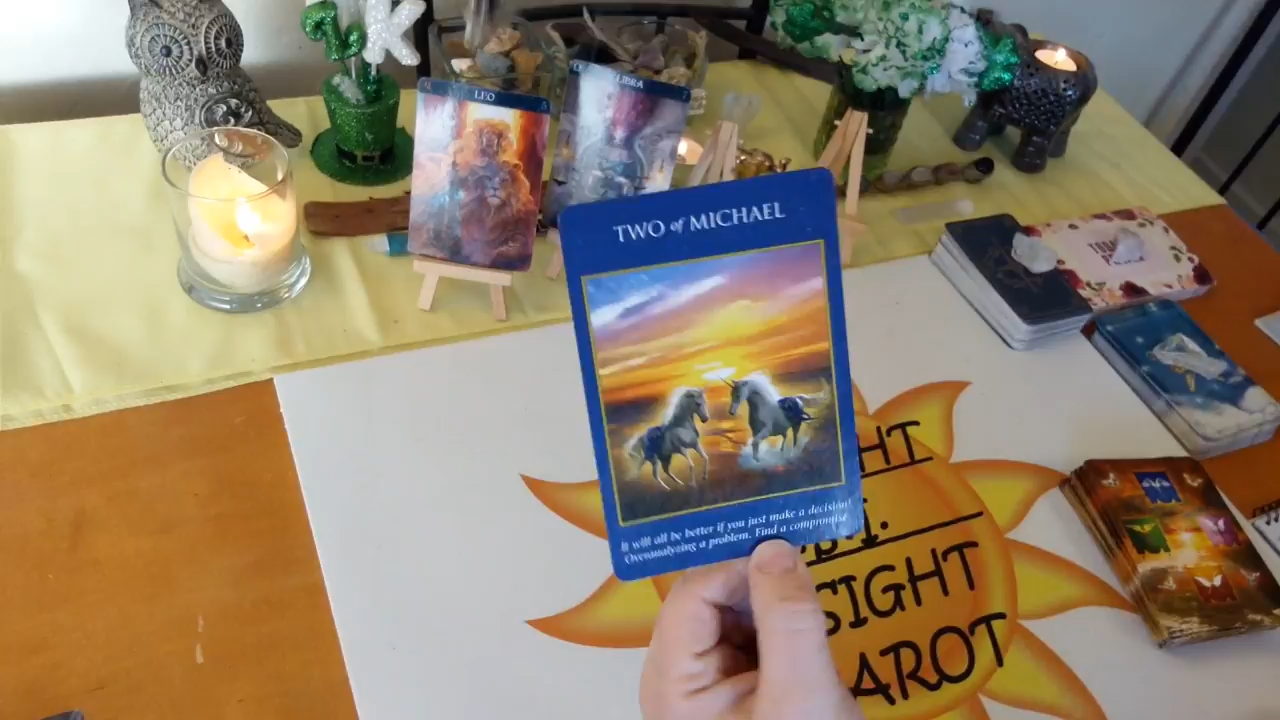 K
LEO
LIBRA
TWO of MICHAEL
It will all be better if you just make a decision!
Overanalyzing a problem. Find a compromise.
HT
SIGHT
TAROT